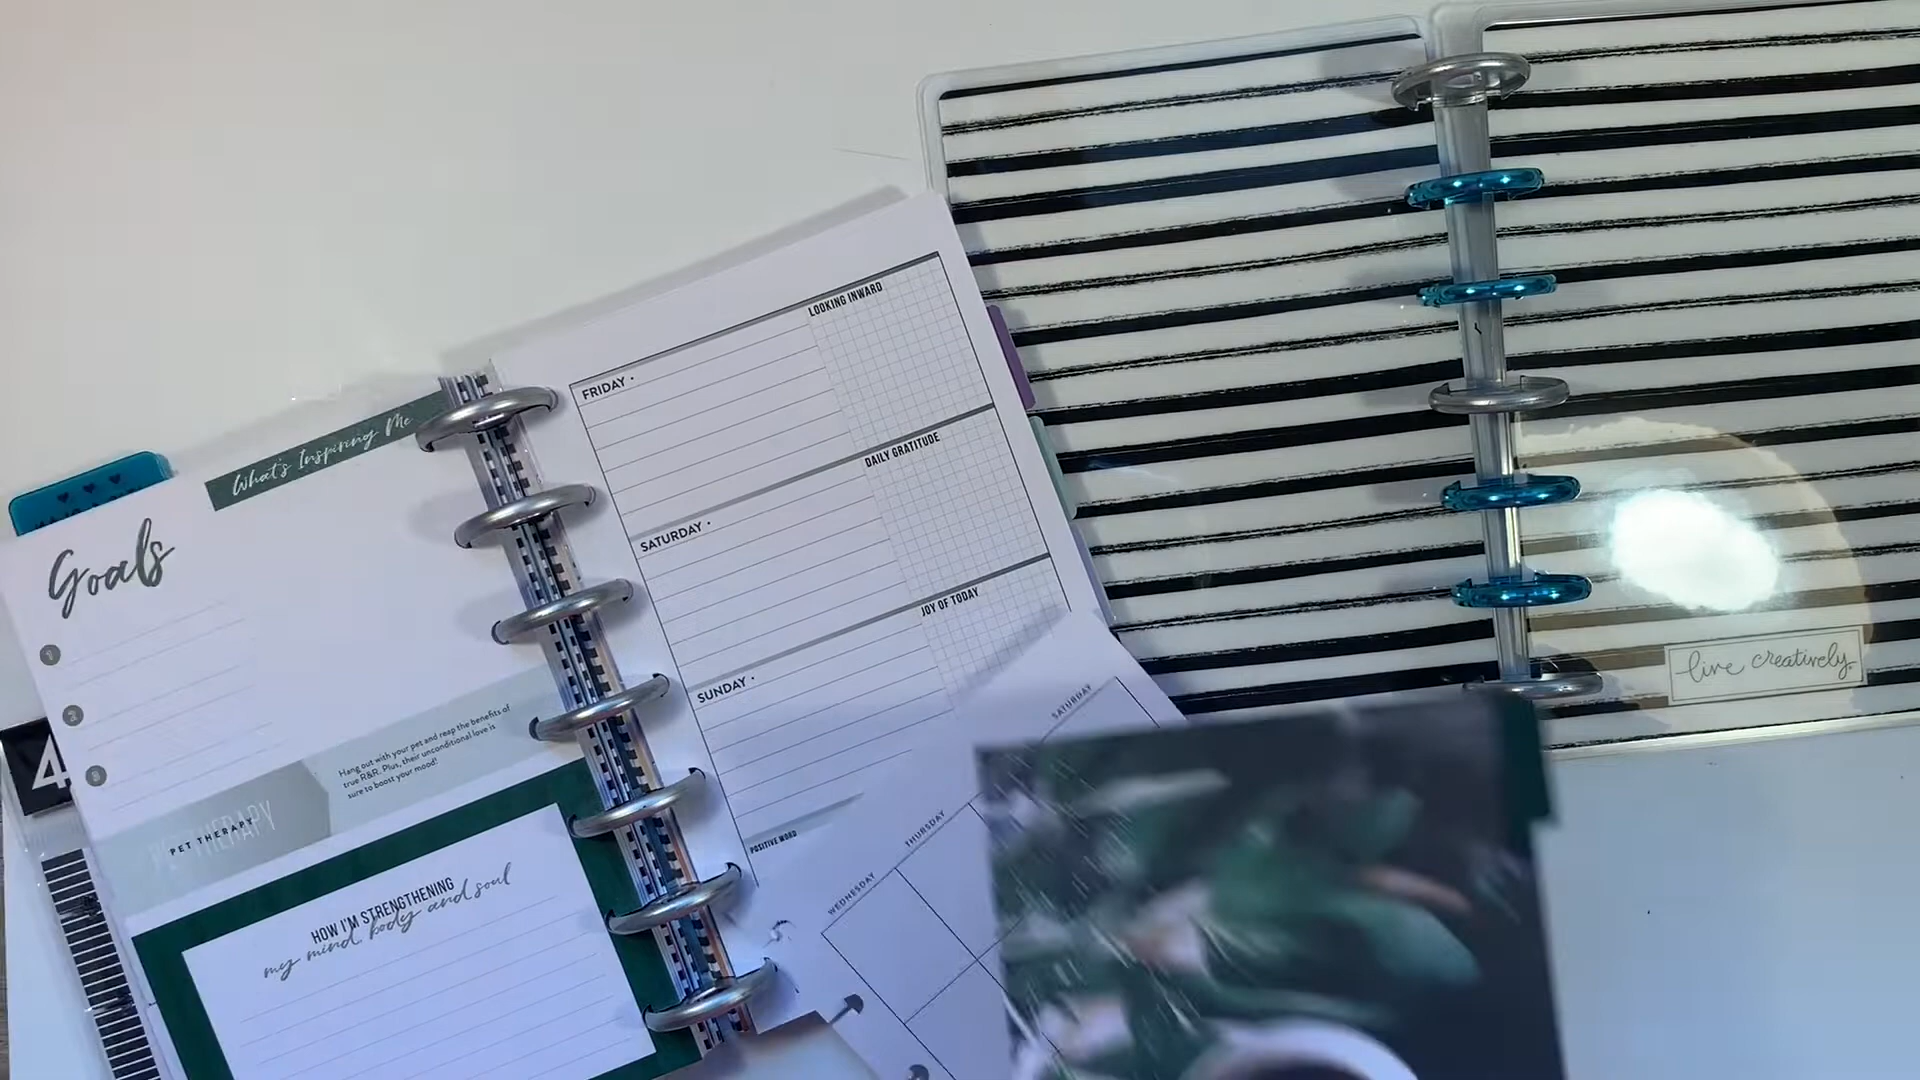 What's Inspiring Me
Goals
1
2
3
Hang out with your pet and reap the benefits of
true R&R. Plus, their unconditional love is
sure to boost your mood!
PET THERAPY
HOW I'M STRENGTHENING
my mind, body and soul
4
FRIDAY •
LOOKING INWARD
SATURDAY •
DAILY GRATITUDE
SUNDAY •
JOY OF TODAY
POSITIVE WORD
WEDNESDAY
THURSDAY
SATURDAY
live creatively.